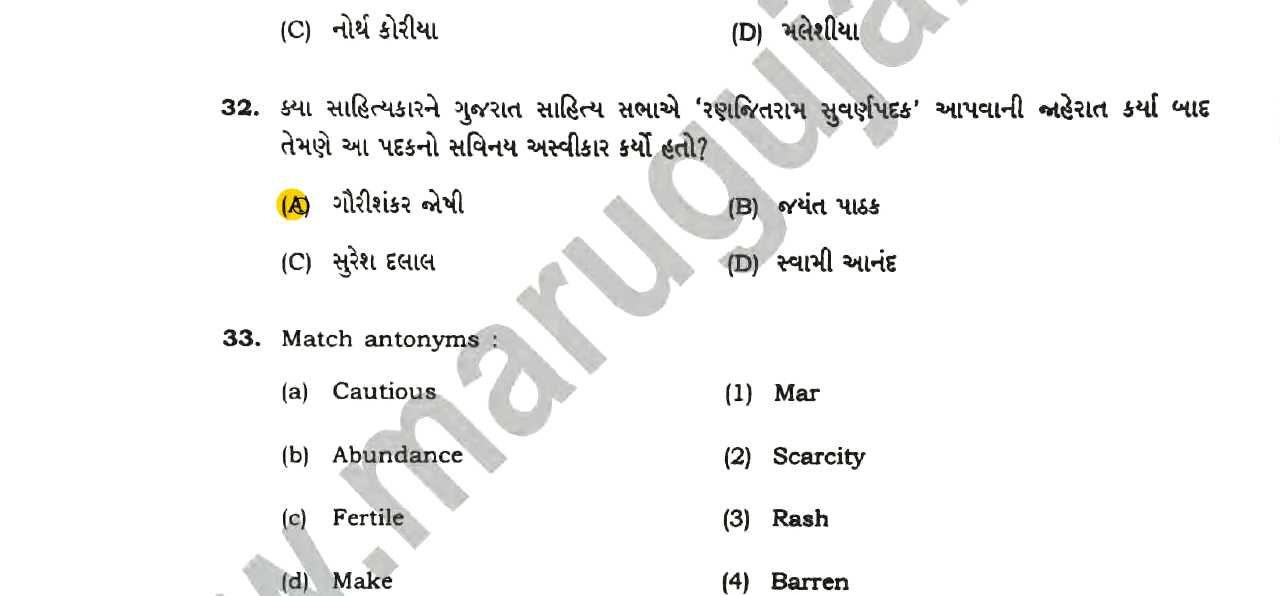 (C) નોર્થ કોરીયા (D) મલેશીયા
32. ક્યા સાહિત્યકારને ગુજરાત સાહિત્ય સભાએ ‘રણજિતરામ સુવર્ણપદક’ આપવાની જાહેરાત કર્યા બાદ
તેમણે આ પદકનો સવિનય અસ્વીકાર કર્યો હતો?
(A) ગૌરીશંકર જોષી (B) જયંત પાઠક
(C) સુરેશ દલાલ (D) સ્વામી આનંદ
33. Match antonyms :
(a) Cautious (1) Mar
(b) Abundance (2) Scarcity
(c) Fertile (3) Rash
(d) Make (4) Barren
w.marugujar